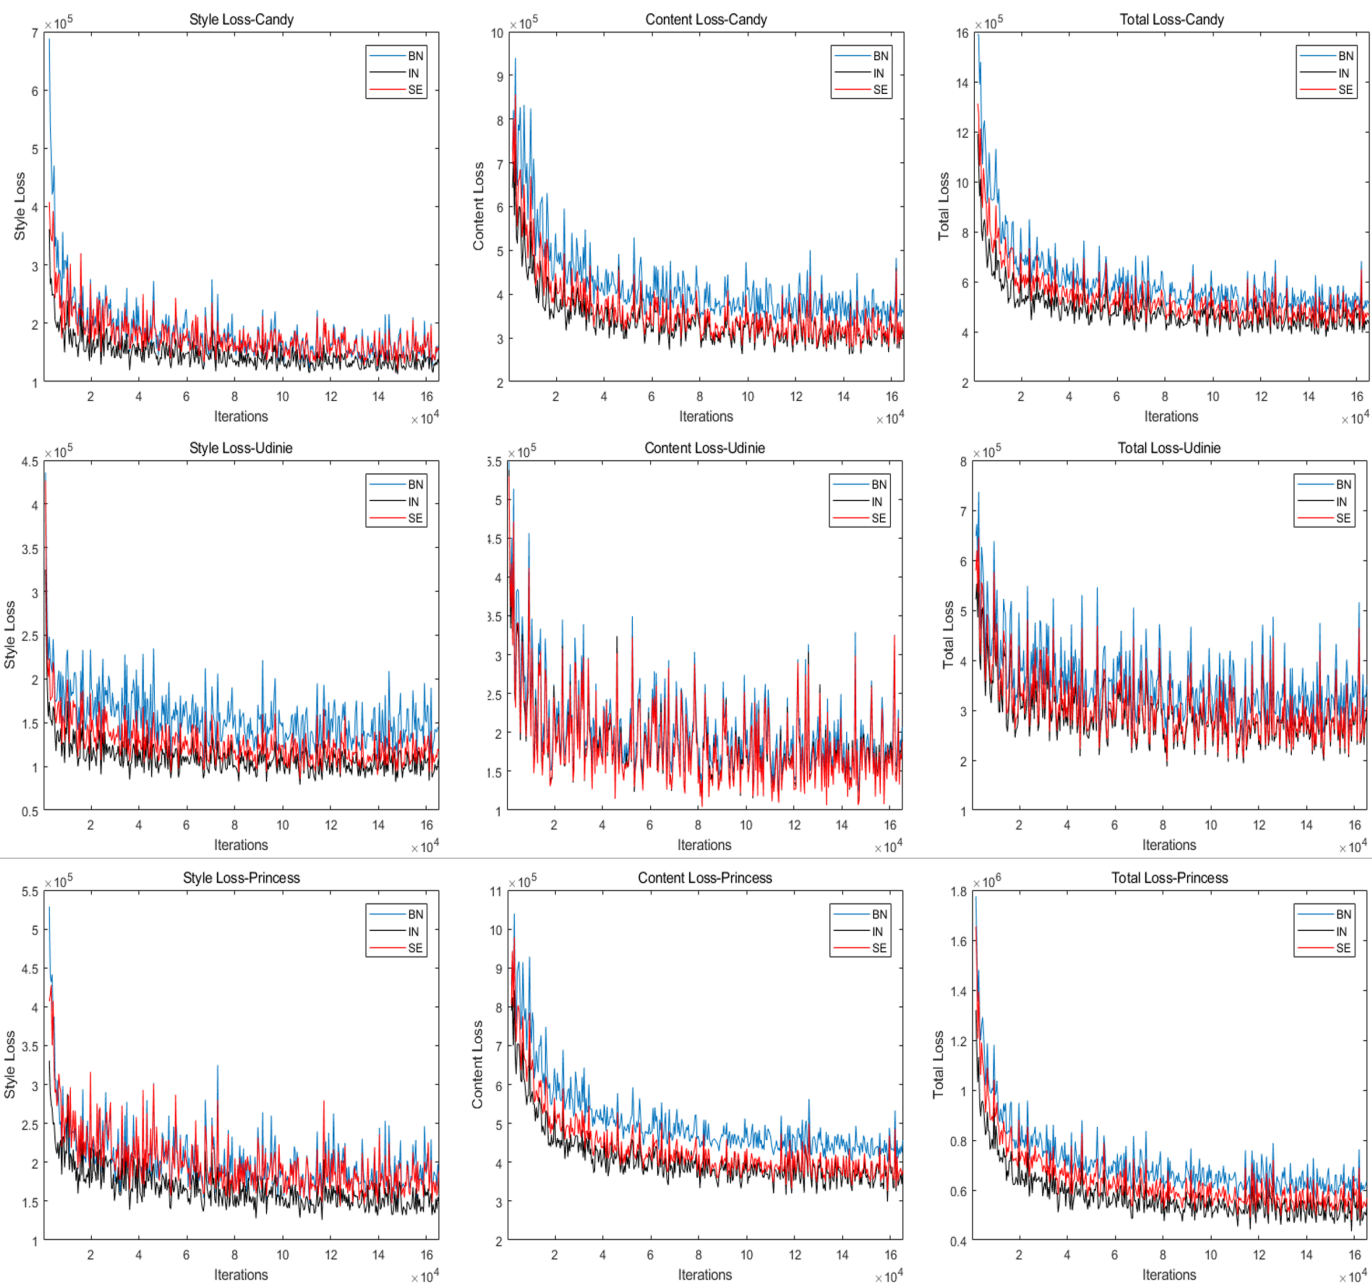 Style Loss-Candy
×10^5
7
6
5
4
3
2
1
Style Loss
BN
IN
SE
2 4 6 8 10 12 14 16
Iterations
×10^4
Content Loss-Candy
×10^5
10
9
8
7
6
5
4
3
2
Content Loss
BN
IN
SE
2 4 6 8 10 12 14 16
Iterations
×10^4
Total Loss-Candy
×10^5
16
14
12
10
8
6
4
2
Total Loss
BN
IN
SE
2 4 6 8 10 12 14 16
Iterations
×10^4
Style Loss-Udinie
×10^5
4.5
4
3.5
3
2.5
2
1.5
1
0.5
Style Loss
BN
IN
SE
2 4 6 8 10 12 14 16
Iterations
×10^4
Content Loss-Udinie
×10^5
5.5
5
4.5
4
3.5
3
2.5
2
1.5
1
Content Loss
BN
IN
SE
2 4 6 8 10 12 14 16
Iterations
×10^4
Total Loss-Udinie
×10^5
8
7
6
5
4
3
2
1
Total Loss
BN
IN
SE
2 4 6 8 10 12 14 16
Iterations
×10^4
Style Loss-Princess
×10^5
5.5
5
4.5
4
3.5
3
2.5
2
1.5
1
Style Loss
BN
IN
SE
2 4 6 8 10 12 14 16
Iterations
×10^4
Content Loss-Princess
×10^5
11
10
9
8
7
6
5
4
3
2
Content Loss
BN
IN
SE
2 4 6 8 10 12 14 16
Iterations
×10^4
Total Loss-Princess
×10^6
1.8
1.6
1.4
1.2
1
0.8
0.6
0.4
Total Loss
BN
IN
SE
2 4 6 8 10 12 14 16
Iterations
×10^4